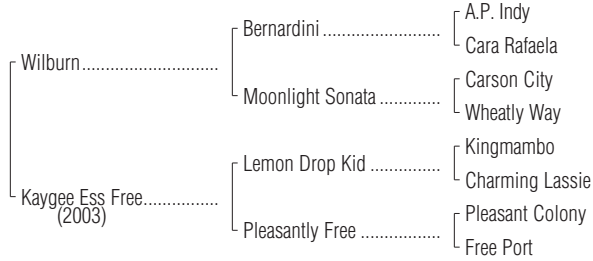 A.P. Indy
Bernardini
Cara Rafaela
Wilburn
Carson City
Moonlight Sonata
Wheatly Way
Kingmambo
Lemon Drop Kid
Charming Lassie
Kaygee Ess Free
(2003)
Pleasant Colony
Pleasantly Free
Free Port